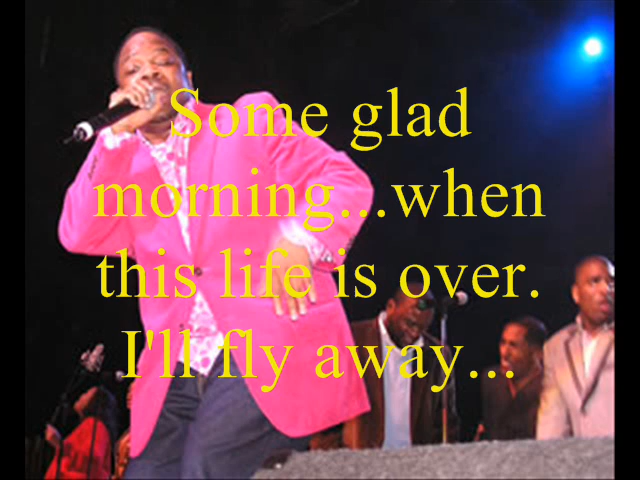 Some glad
morning...when
this life is over.
I'll fly away...